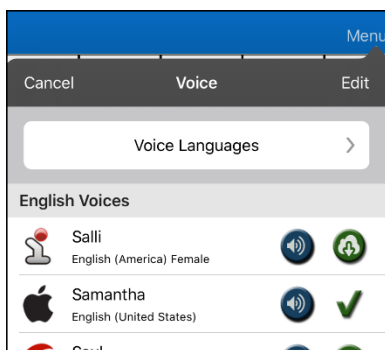 Menu
Cancel Voice Edit
Voice Languages
English Voices
Salli
English (America) Female
Samantha
English (United States)